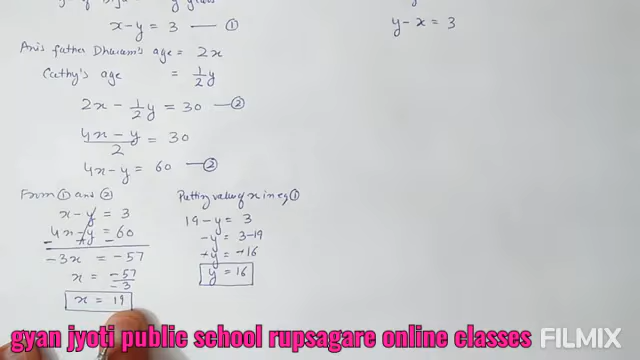 x - y = 3 —①
y - x = 3
Ani's father Dharam's age = 2x
Cathy's age = 1/2 y
2x - 1/2 y = 30 —②
4x - y / 2 = 30
4x - y = 60 —②
From ① and ②
x - y = 3
4x - y = 60
- + -
-3x = -57
x = -57/-3
x = 19
Putting value of x in eq ①
19 - y = 3
-y = 3 - 19
+y = +16
y = 16
gyan jyoti public school rupsagare online classes
FILMIX